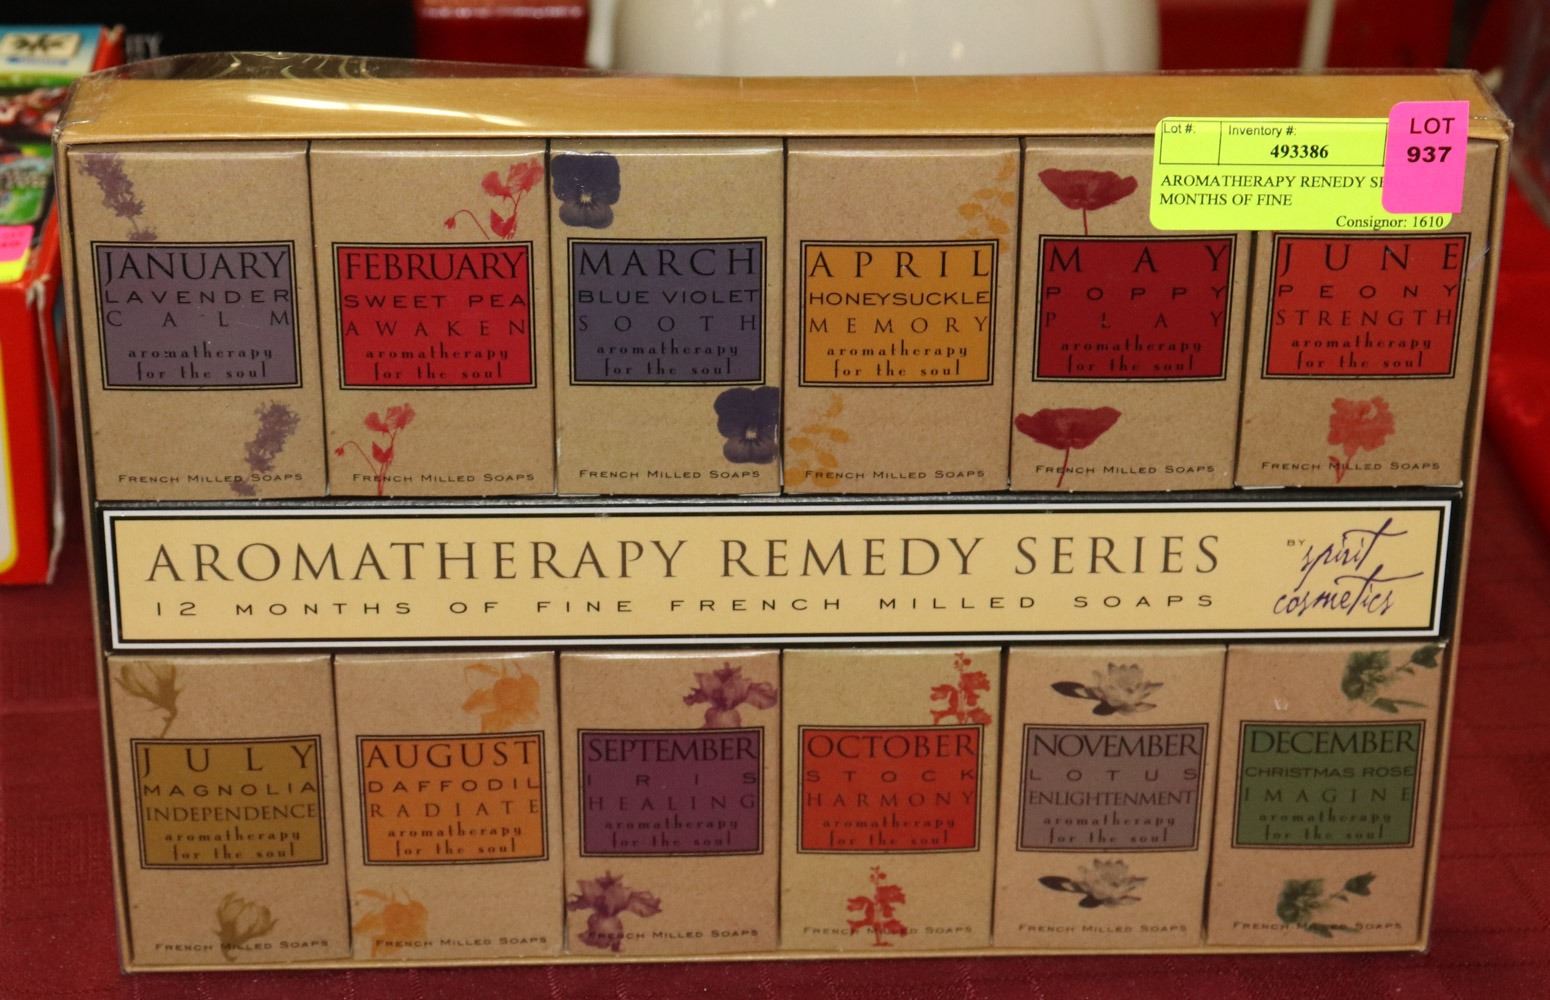 Lot #:
Inventory #:
493386
AROMATHERAPY RENEDY
MONTHS OF FINE
Consignor: 1610
LOT
937
JANUARY
LAVENDER
CALM
aromatherapy
for the soul
FRENCH MILLED SOAPS
FEBRUARY
SWEET PEA
AWAKEN
aromatherapy
for the soul
FRENCH MILLED SOAPS
MARCH
BLUE VIOLET
SOOTH
aromatherapy
for the soul
FRENCH MILLED SOAPS
APRIL
HONEYSUCKLE
MEMORY
aromatherapy
for the soul
FRENCH MILLED SOAPS
MAY
POPPY
PLAY
aromatherapy
for the soul
FRENCH MILLED SOAPS
JUNE
PEONY
STRENGTH
aromatherapy
for the soul
FRENCH MILLED SOAPS
AROMATHERAPY REMEDY SERIES
12 MONTHS OF FINE FRENCH MILLED SOAPS
BY
spirit
cosmetics
JULY
MAGNOLIA
INDEPENDENCE
aromatherapy
for the soul
FRENCH MILLED SOAPS
AUGUST
DAFFODIL
RADIATE
aromatherapy
for the soul
FRENCH MILLED SOAPS
SEPTEMBER
IRIS
HEALING
aromatherapy
for the soul
FRENCH MILLED SOAPS
OCTOBER
STOCK
HARMONY
aromatherapy
for the soul
FRENCH MILLED SOAPS
NOVEMBER
LOTUS
ENLIGHTENMENT
aromatherapy
for the soul
FRENCH MILLED SOAPS
DECEMBER
CHRISTMAS ROSE
IMAGINE
aromatherapy
for the soul
FRENCH MILLED SOAPS